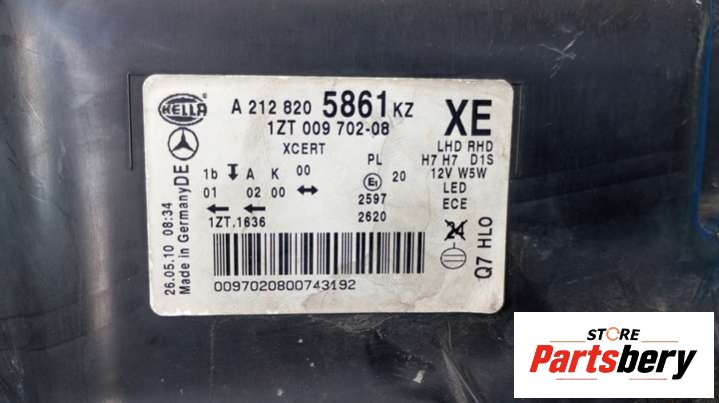 HELLA
A 212 820 5861 KZ
1ZT 009 702-08
XCERT
XE
LHD RHD
H7 H7 D1S
12V W5W
LED
ECE
1b A K 00
01 02 00
PL
E1 20
2597
2620
1ZT.1636
24
Q7 HLO
26.05.10 08:34
Made in Germany DE
0097020800743192
STORE
Partsbery